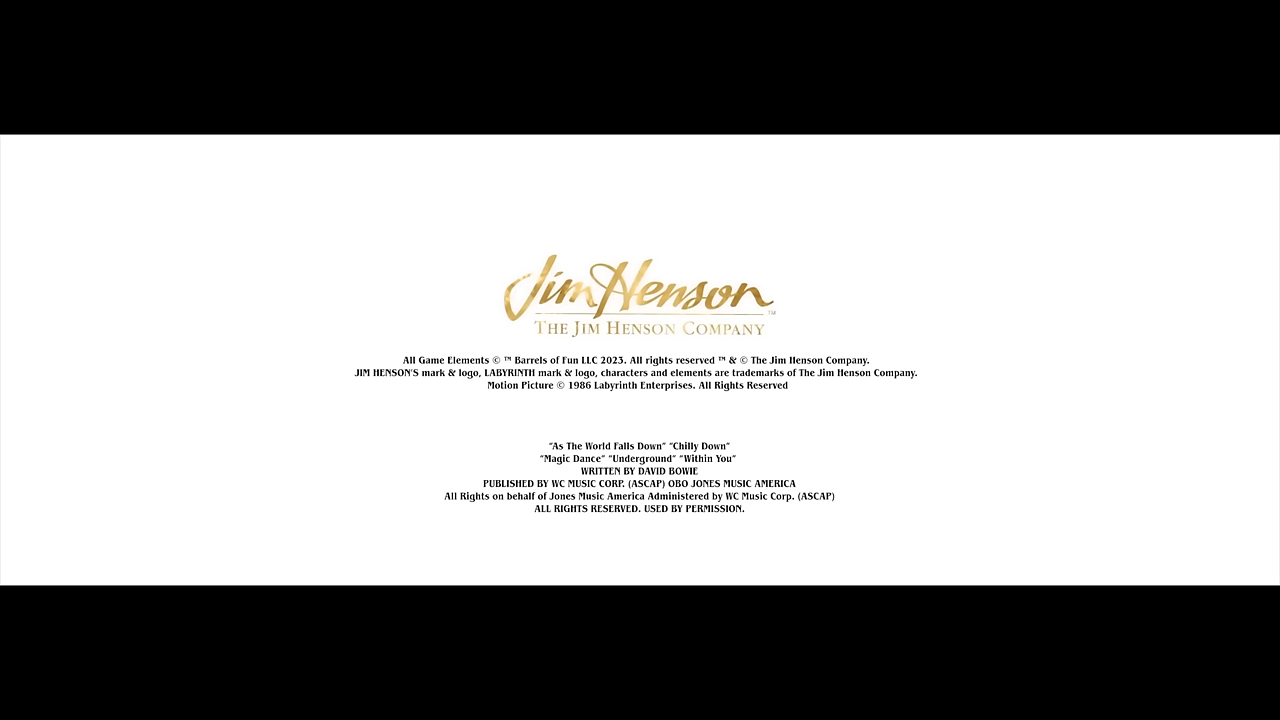 Jim Henson™
THE JIM HENSON COMPANY
All Game Elements © ™ Barrels of Fun LLC 2023. All rights reserved ™ & © The Jim Henson Company.
JIM HENSON'S mark & logo, LABYRINTH mark & logo, characters and elements are trademarks of The Jim Henson Company.
Motion Picture © 1986 Labyrinth Enterprises. All Rights Reserved
"As The World Falls Down" "Chilly Down"
"Magic Dance" "Underground" "Within You"
WRITTEN BY DAVID BOWIE
PUBLISHED BY WC MUSIC CORP. (ASCAP) OBO JONES MUSIC AMERICA
All Rights on behalf of Jones Music America Administered by WC Music Corp. (ASCAP)
ALL RIGHTS RESERVED. USED BY PERMISSION.